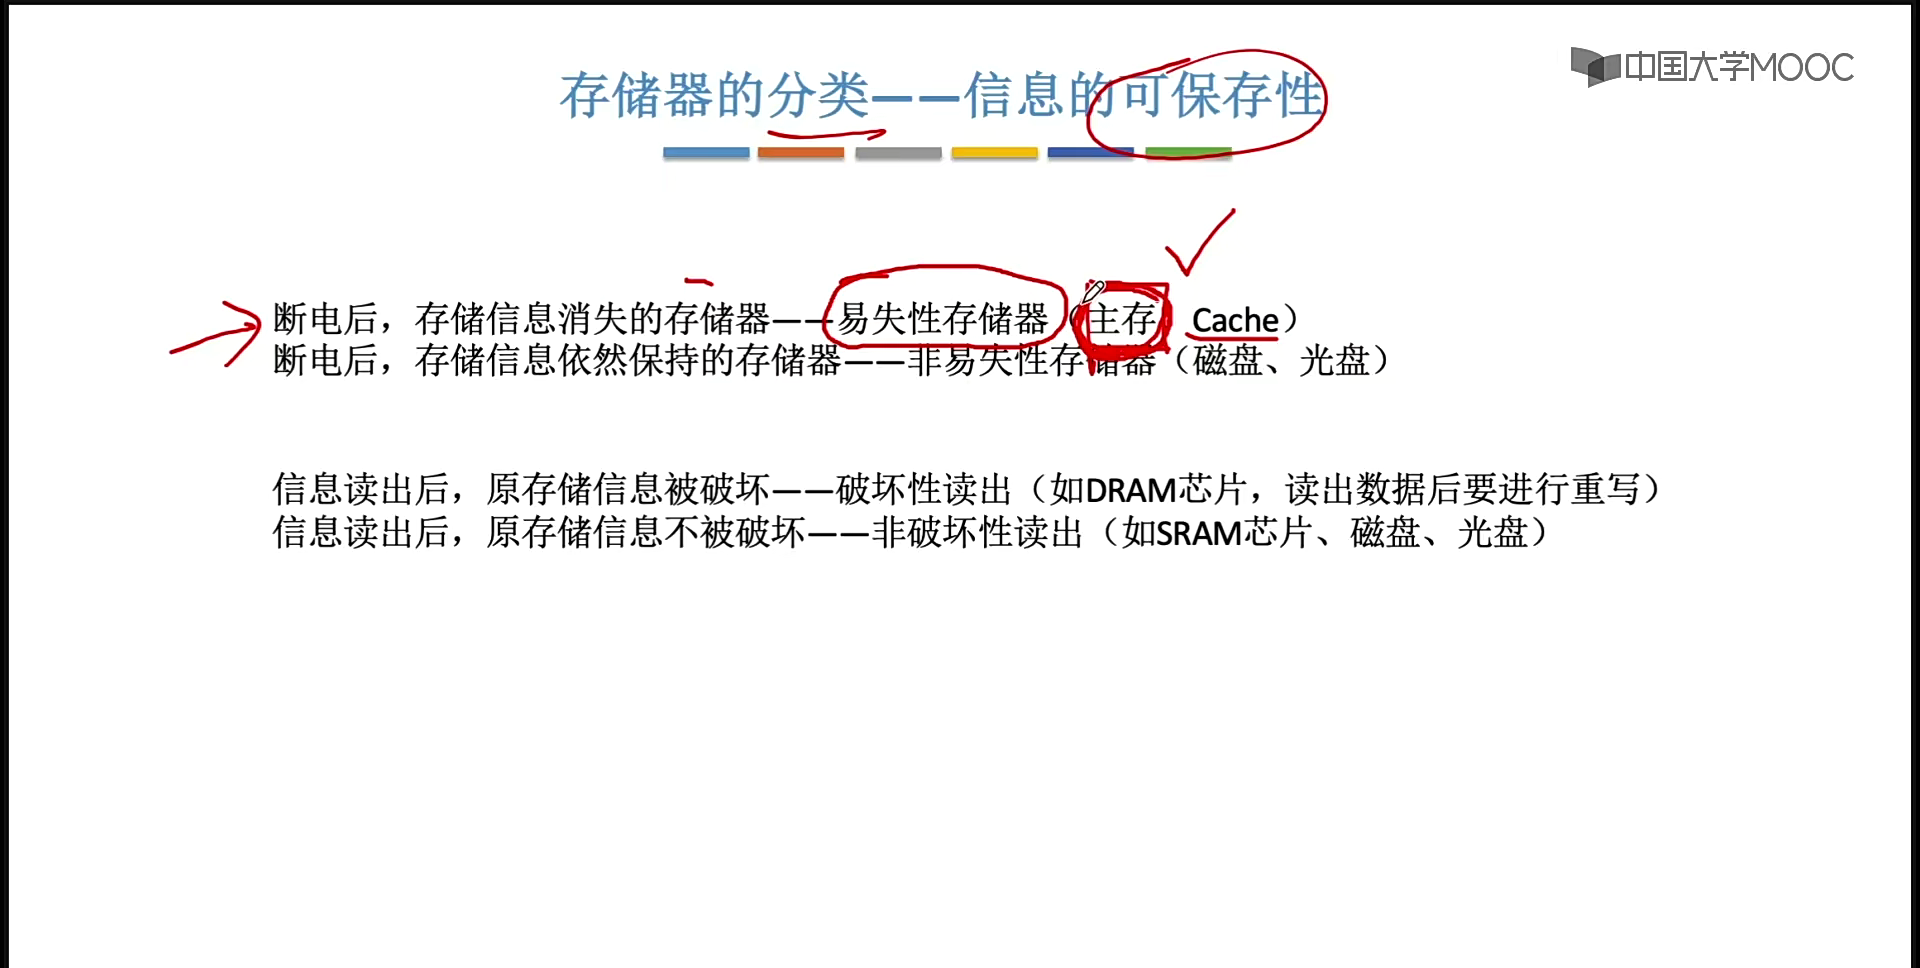 中国大学MOOC
存储器的分类——信息的可保存性
断电后，存储信息消失的存储器——易失性存储器（主存、Cache）
断电后，存储信息依然保持的存储器——非易失性存储器（磁盘、光盘）
信息读出后，原存储信息被破坏——破坏性读出（如DRAM芯片，读出数据后要进行重写）
信息读出后，原存储信息不被破坏——非破坏性读出（如SRAM芯片、磁盘、光盘）